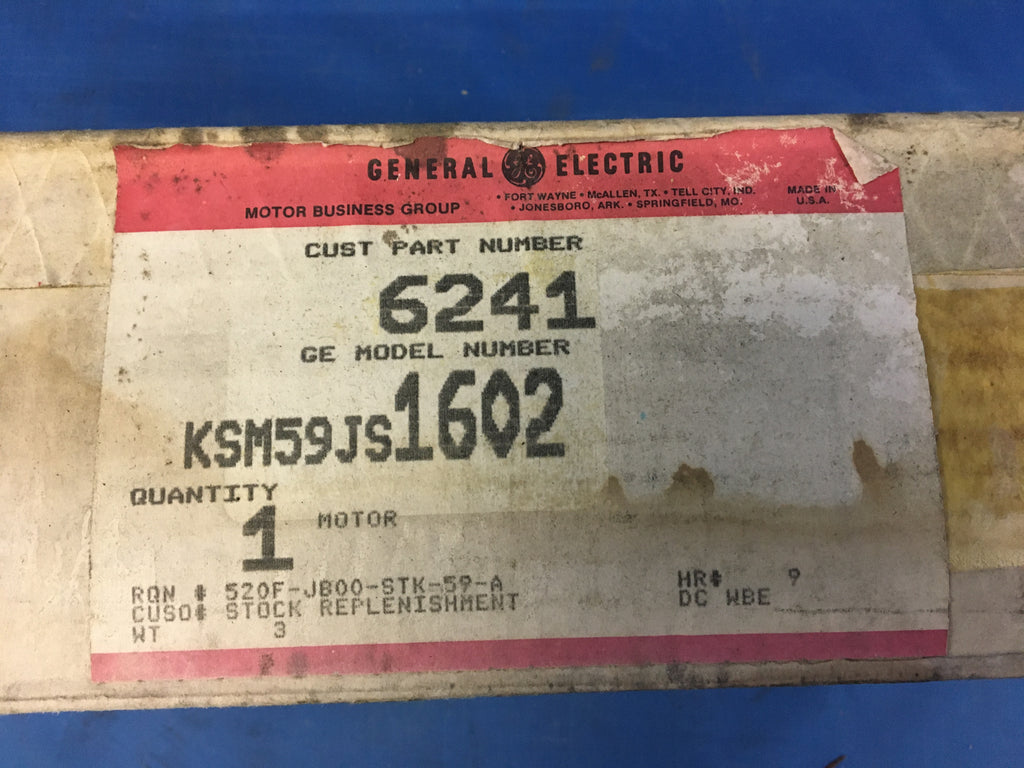 GENERAL GE ELECTRIC
MOTOR BUSINESS GROUP
• FORT WAYNE • McALLEN, TX. • TELL CITY, IND.
• JONESBORO, ARK. • SPRINGFIELD, MO.
MADE IN
U.S.A.
CUST PART NUMBER
6241
GE MODEL NUMBER
KSM59JS1602
QUANTITY
1 MOTOR
RQN # 520F-JB00-STK-59-A
CUSO# STOCK REPLENISHMENT
WT 3
HR# 9
DC WBE